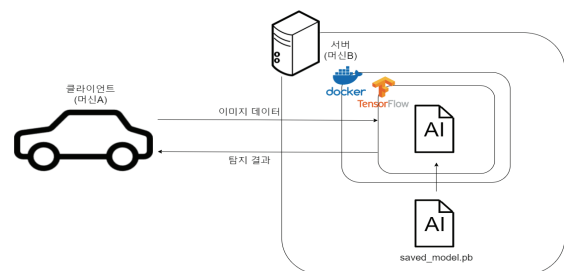 서버
(머신B)
docker
TensorFlow
클라이언트
(머신A)
이미지 데이터
AI
탐지 결과
AI
saved_model.pb